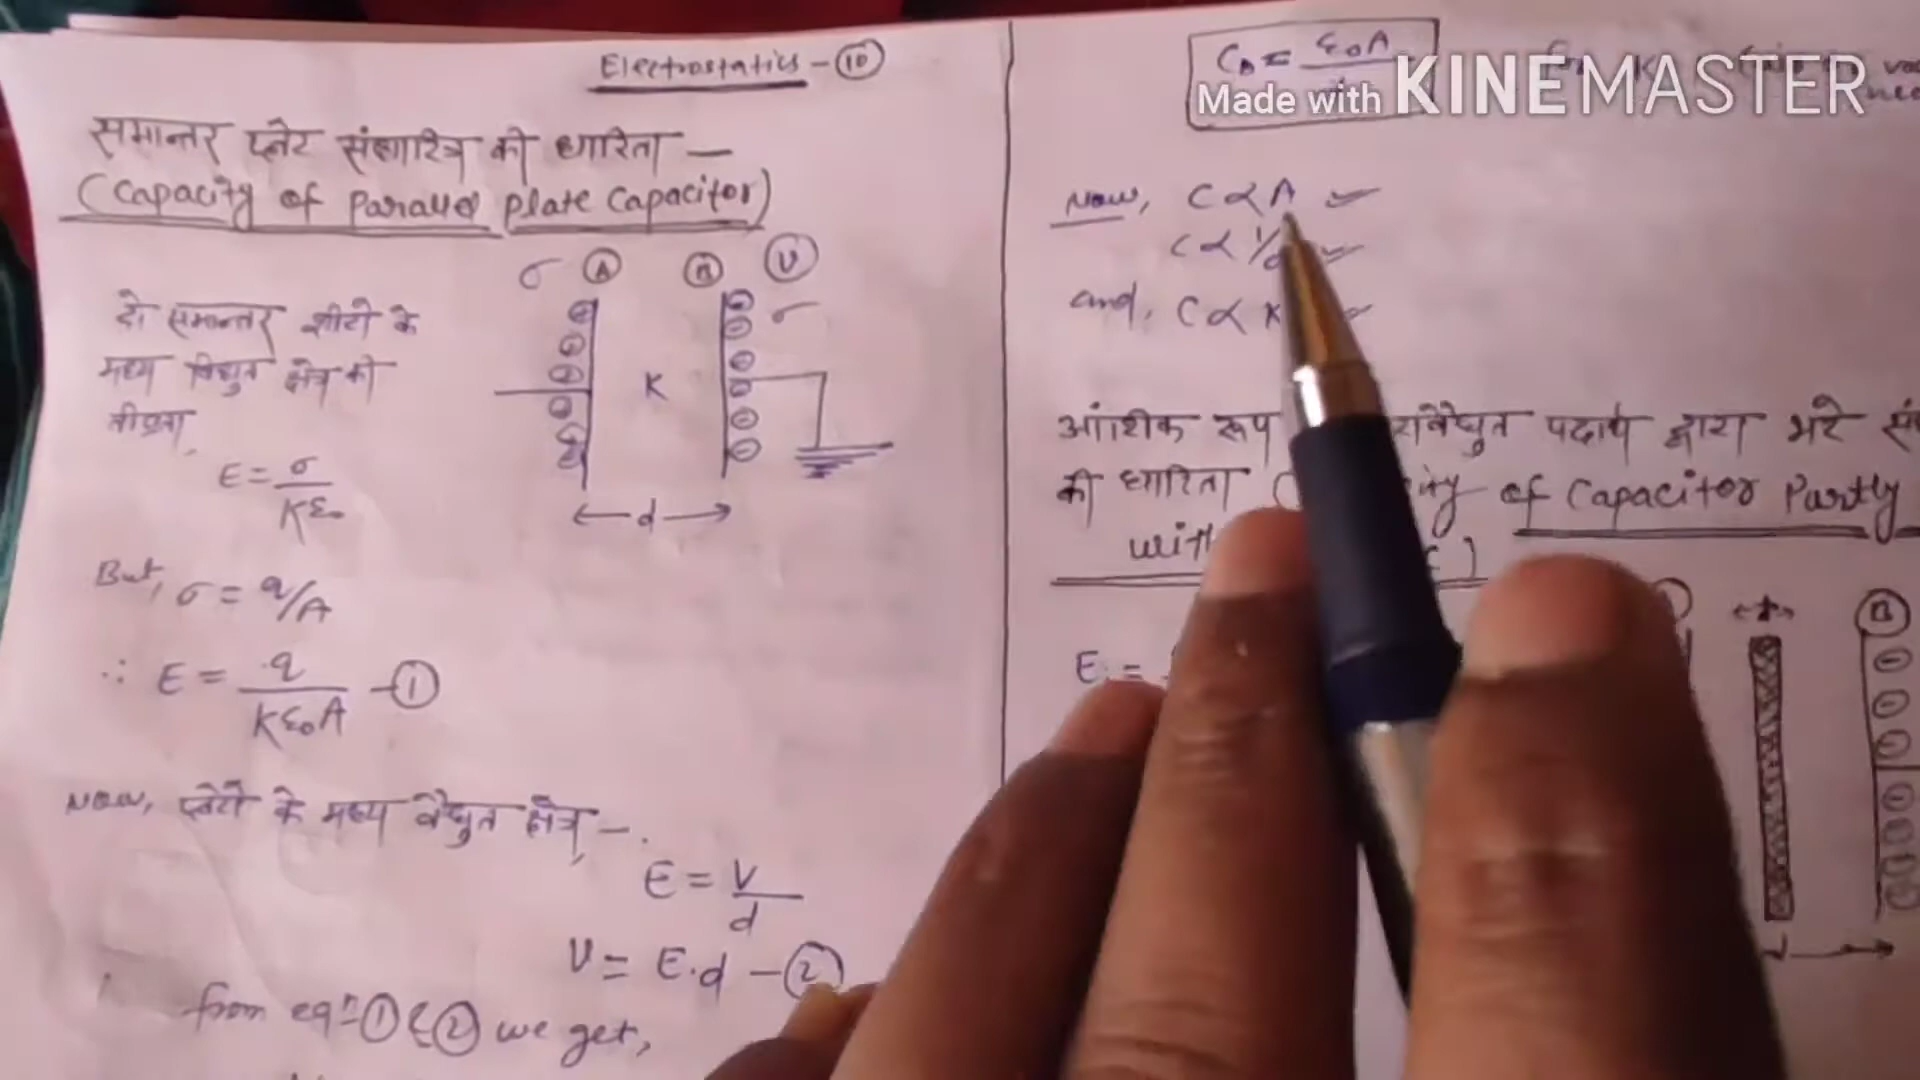 Electrostatics - 10
समान्तर प्लेट संधारित्र की धारिता —
(Capacity of Parallel Plate Capacitor)
σ A B V
दो समान्तर शीटो के
मध्य विद्युत क्षेत्र की
तीव्रता,
σ
K
E = σ/Kε₀
← d →
But, σ = q/A
∴ E = q/Kε₀A - ①
Now, प्लेटो के मध्य वैद्युत क्षेत्र -.
E = V/d
V = E.d - ②
from eqⁿ ① & ② we get,
C₀ = ε₀A
Made with KINEMASTER
Now, C ∝ A
C ∝ 1/d
and, C ∝ K
आंशिक रूप पदार्थ द्वारा भरे
की धारिता ( of Capacitor Partly
with )
E =
t
B